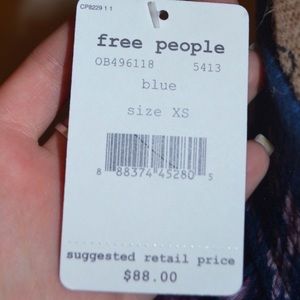 CP8229 1 1
free people
OB496118 5413
blue
size XS
8 88374 45280 5
suggested retail price
$88.00